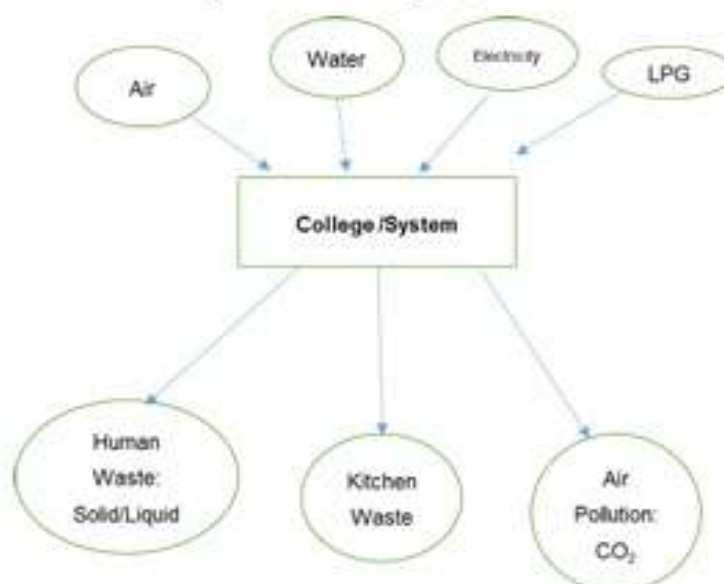 Air
Water
Electricity
LPG
College /System
Human
Waste:
Solid/Liquid
Kitchen
Waste
Air
Pollution:
CO₂